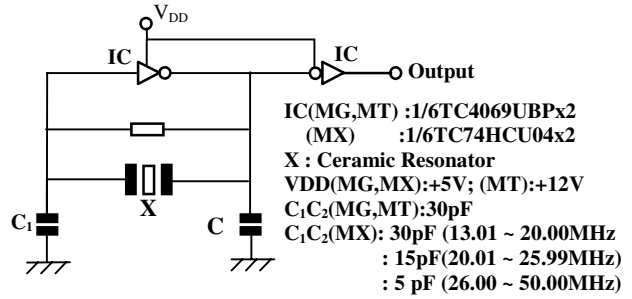 V_DD
IC
IC
Output
IC(MG,MT) :1/6TC4069UBPx2
(MX) :1/6TC74HCU04x2
X : Ceramic Resonator
VDD(MG,MX):+5V; (MT):+12V
C₁C₂(MG,MT):30pF
C₁C₂(MX): 30pF (13.01 ~ 20.00MHz
: 15pF(20.01 ~ 25.99MHz)
: 5 pF (26.00 ~ 50.00MHz)
C₁
X
C